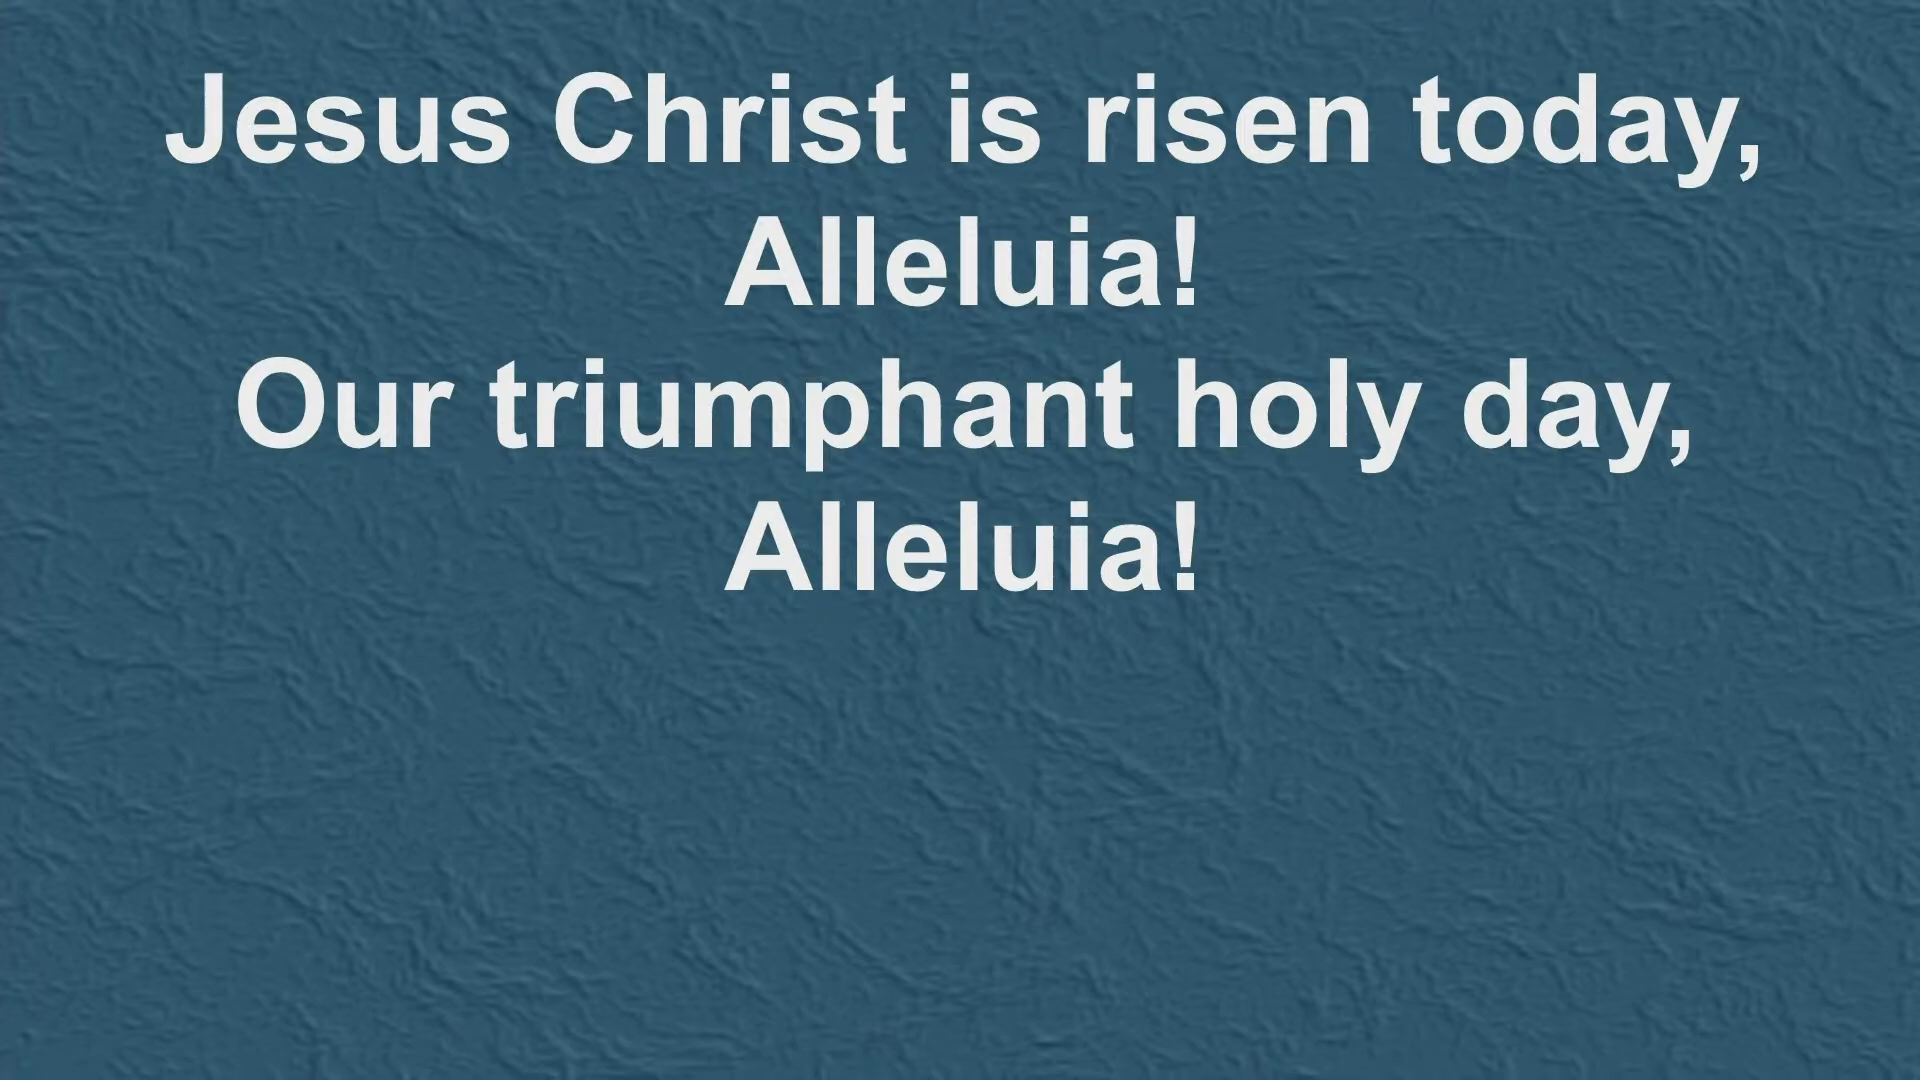 Jesus Christ is risen today,
Alleluia!
Our triumphant holy day,
Alleluia!